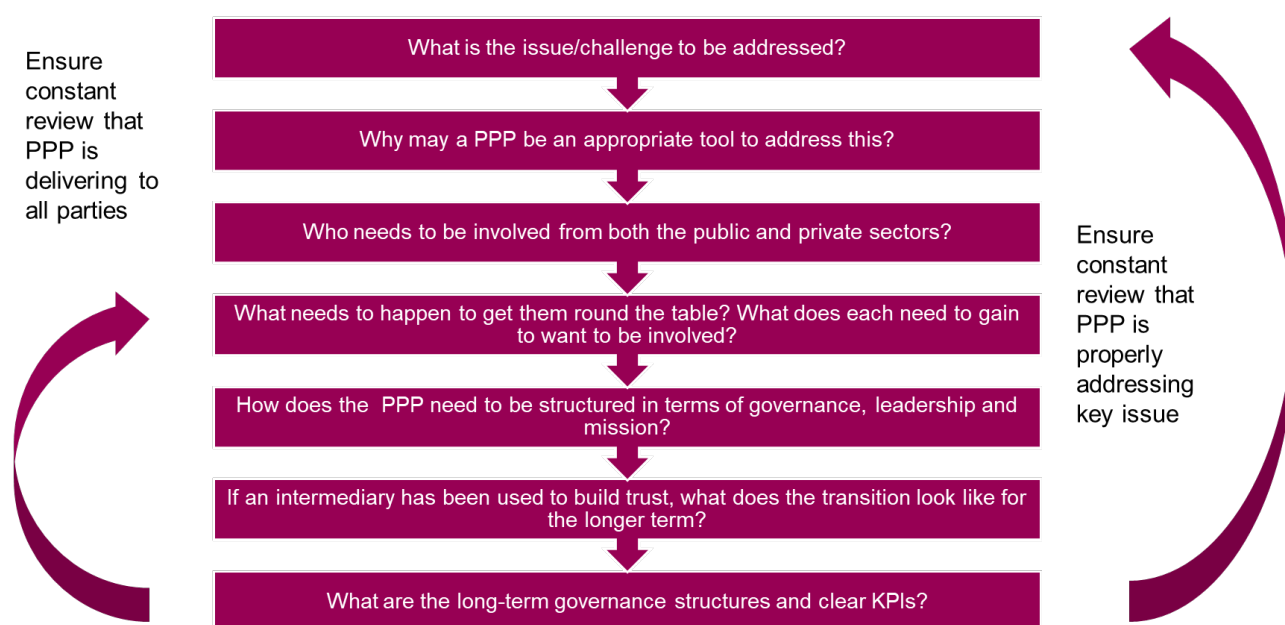 What is the issue/challenge to be addressed?
Ensure
constant
review that
PPP is
delivering to
all parties
Why may a PPP be an appropriate tool to address this?
Who needs to be involved from both the public and private sectors?
What needs to happen to get them round the table? What does each need to gain
to want to be involved?
How does the PPP need to be structured in terms of governance, leadership and
mission?
If an intermediary has been used to build trust, what does the transition look like for
the longer term?
What are the long-term governance structures and clear KPIs?
Ensure
constant
review that
PPP is
properly
addressing
key issue